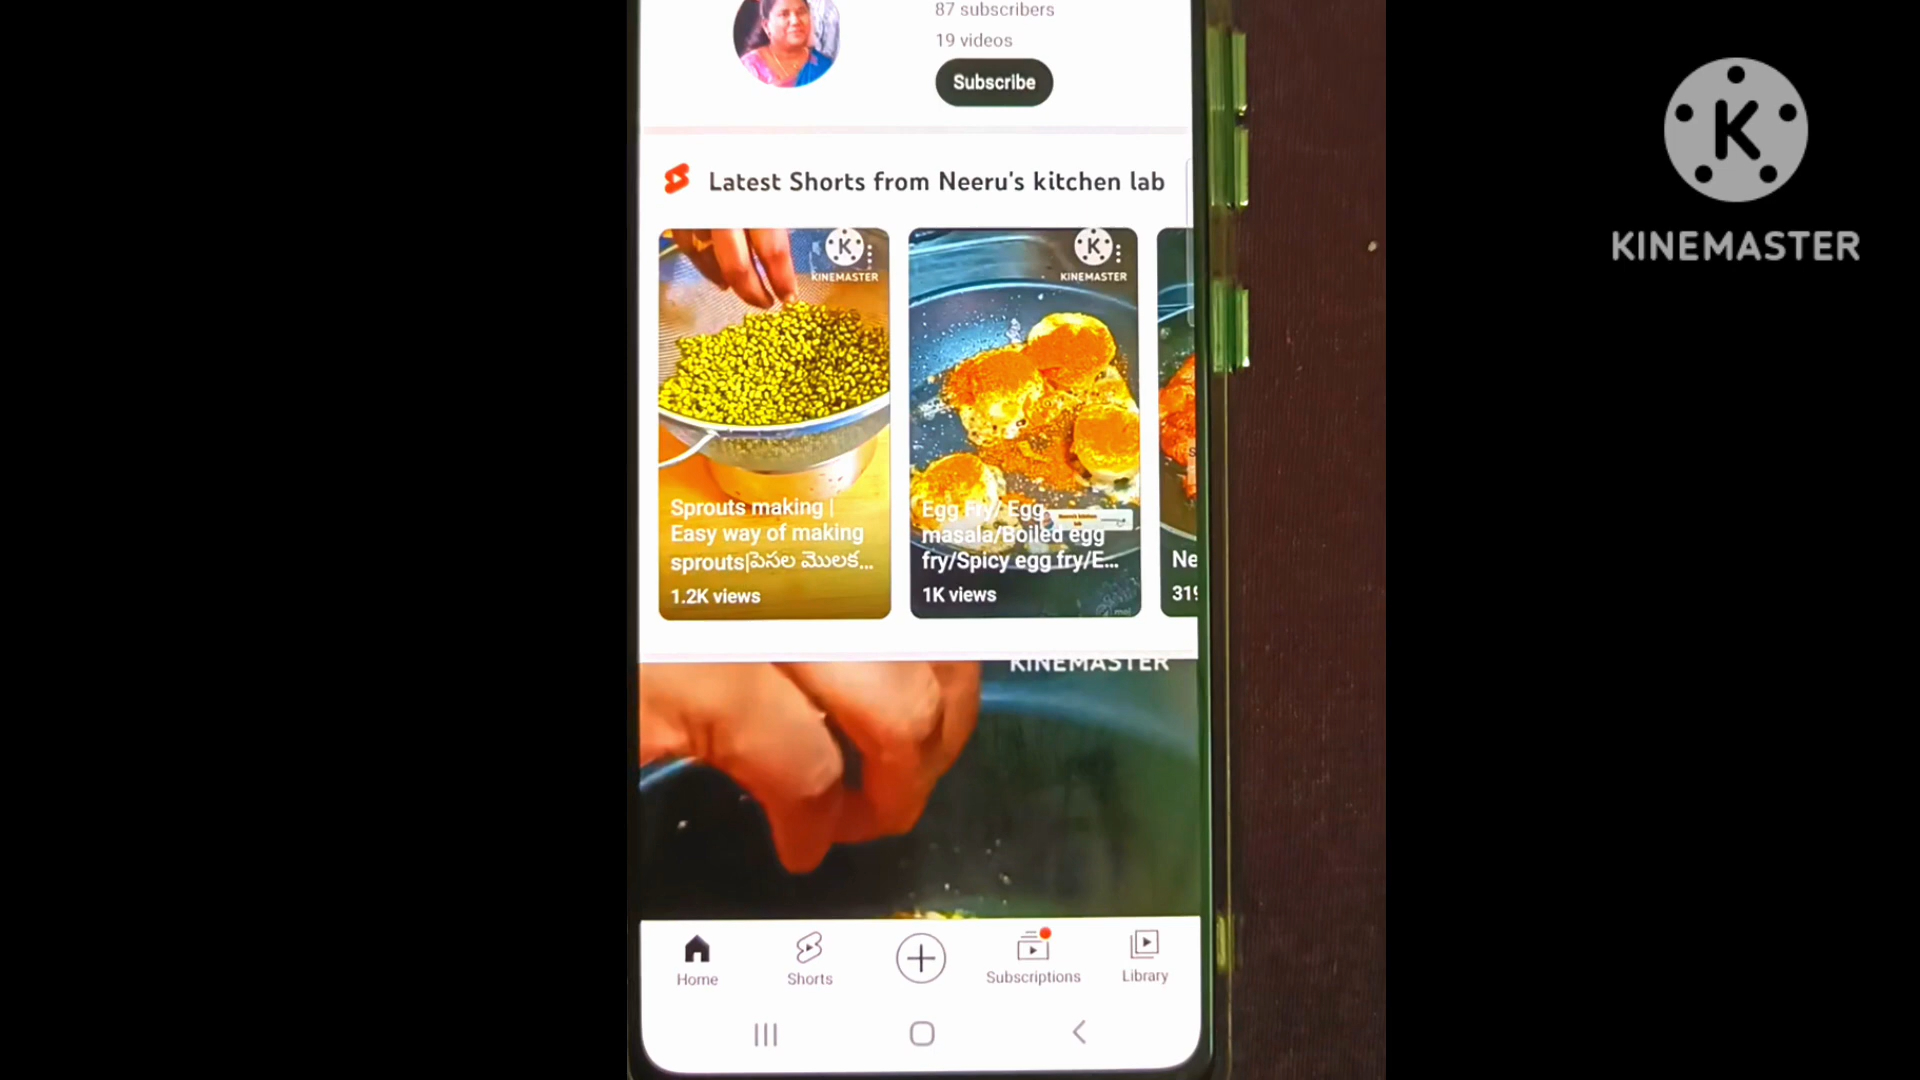 87 subscribers
19 videos
Subscribe
Latest Shorts from Neeru's kitchen lab
KINEMASTER
KINEMASTER
KINEMASTER
Sprouts making |
Easy way of making
sprouts|పెసల మొలక...
1.2K views
Egg Fry/ Egg
masala/Boiled egg
fry/Spicy egg fry/E...
1K views
Ne
319
KINEMASTER
Home
Shorts
Subscriptions
Library